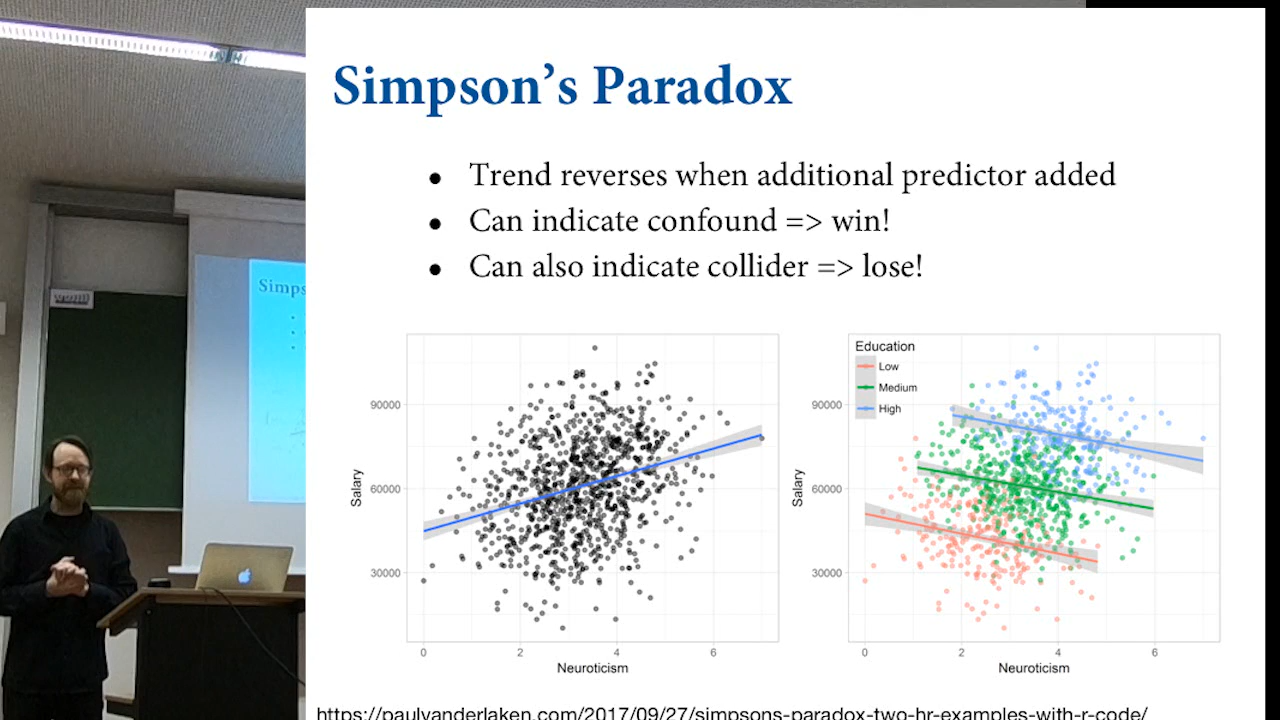 Simpson's Paradox
● Trend reverses when additional predictor added
● Can indicate confound => win!
● Can also indicate collider => lose!
Simps
90000
60000
30000
Salary
0 2 4 6
Neuroticism
Education
Low
Medium
High
90000
60000
30000
Salary
0 2 4 6
Neuroticism
https://paulvanderlaken.com/2017/09/27/simpsons-paradox-two-hr-examples-with-r-code/